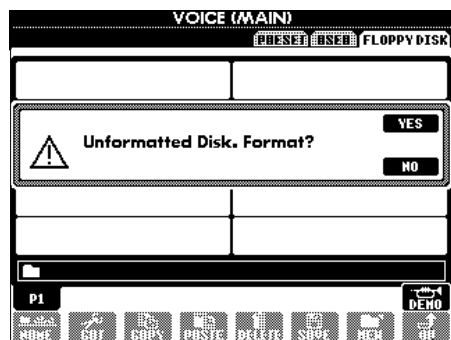 VOICE (MAIN)
PRESET USER FLOPPY DISK
Unformatted Disk. Format?
YES
NO
P1
DEMO
NAME CUT COPY PASTE DELETE SAVE NEW UP